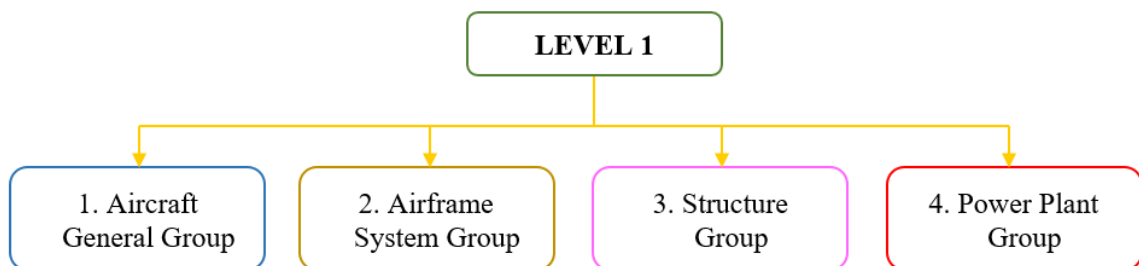 LEVEL 1
1. Aircraft
General Group
2. Airframe
System Group
3. Structure
Group
4. Power Plant
Group